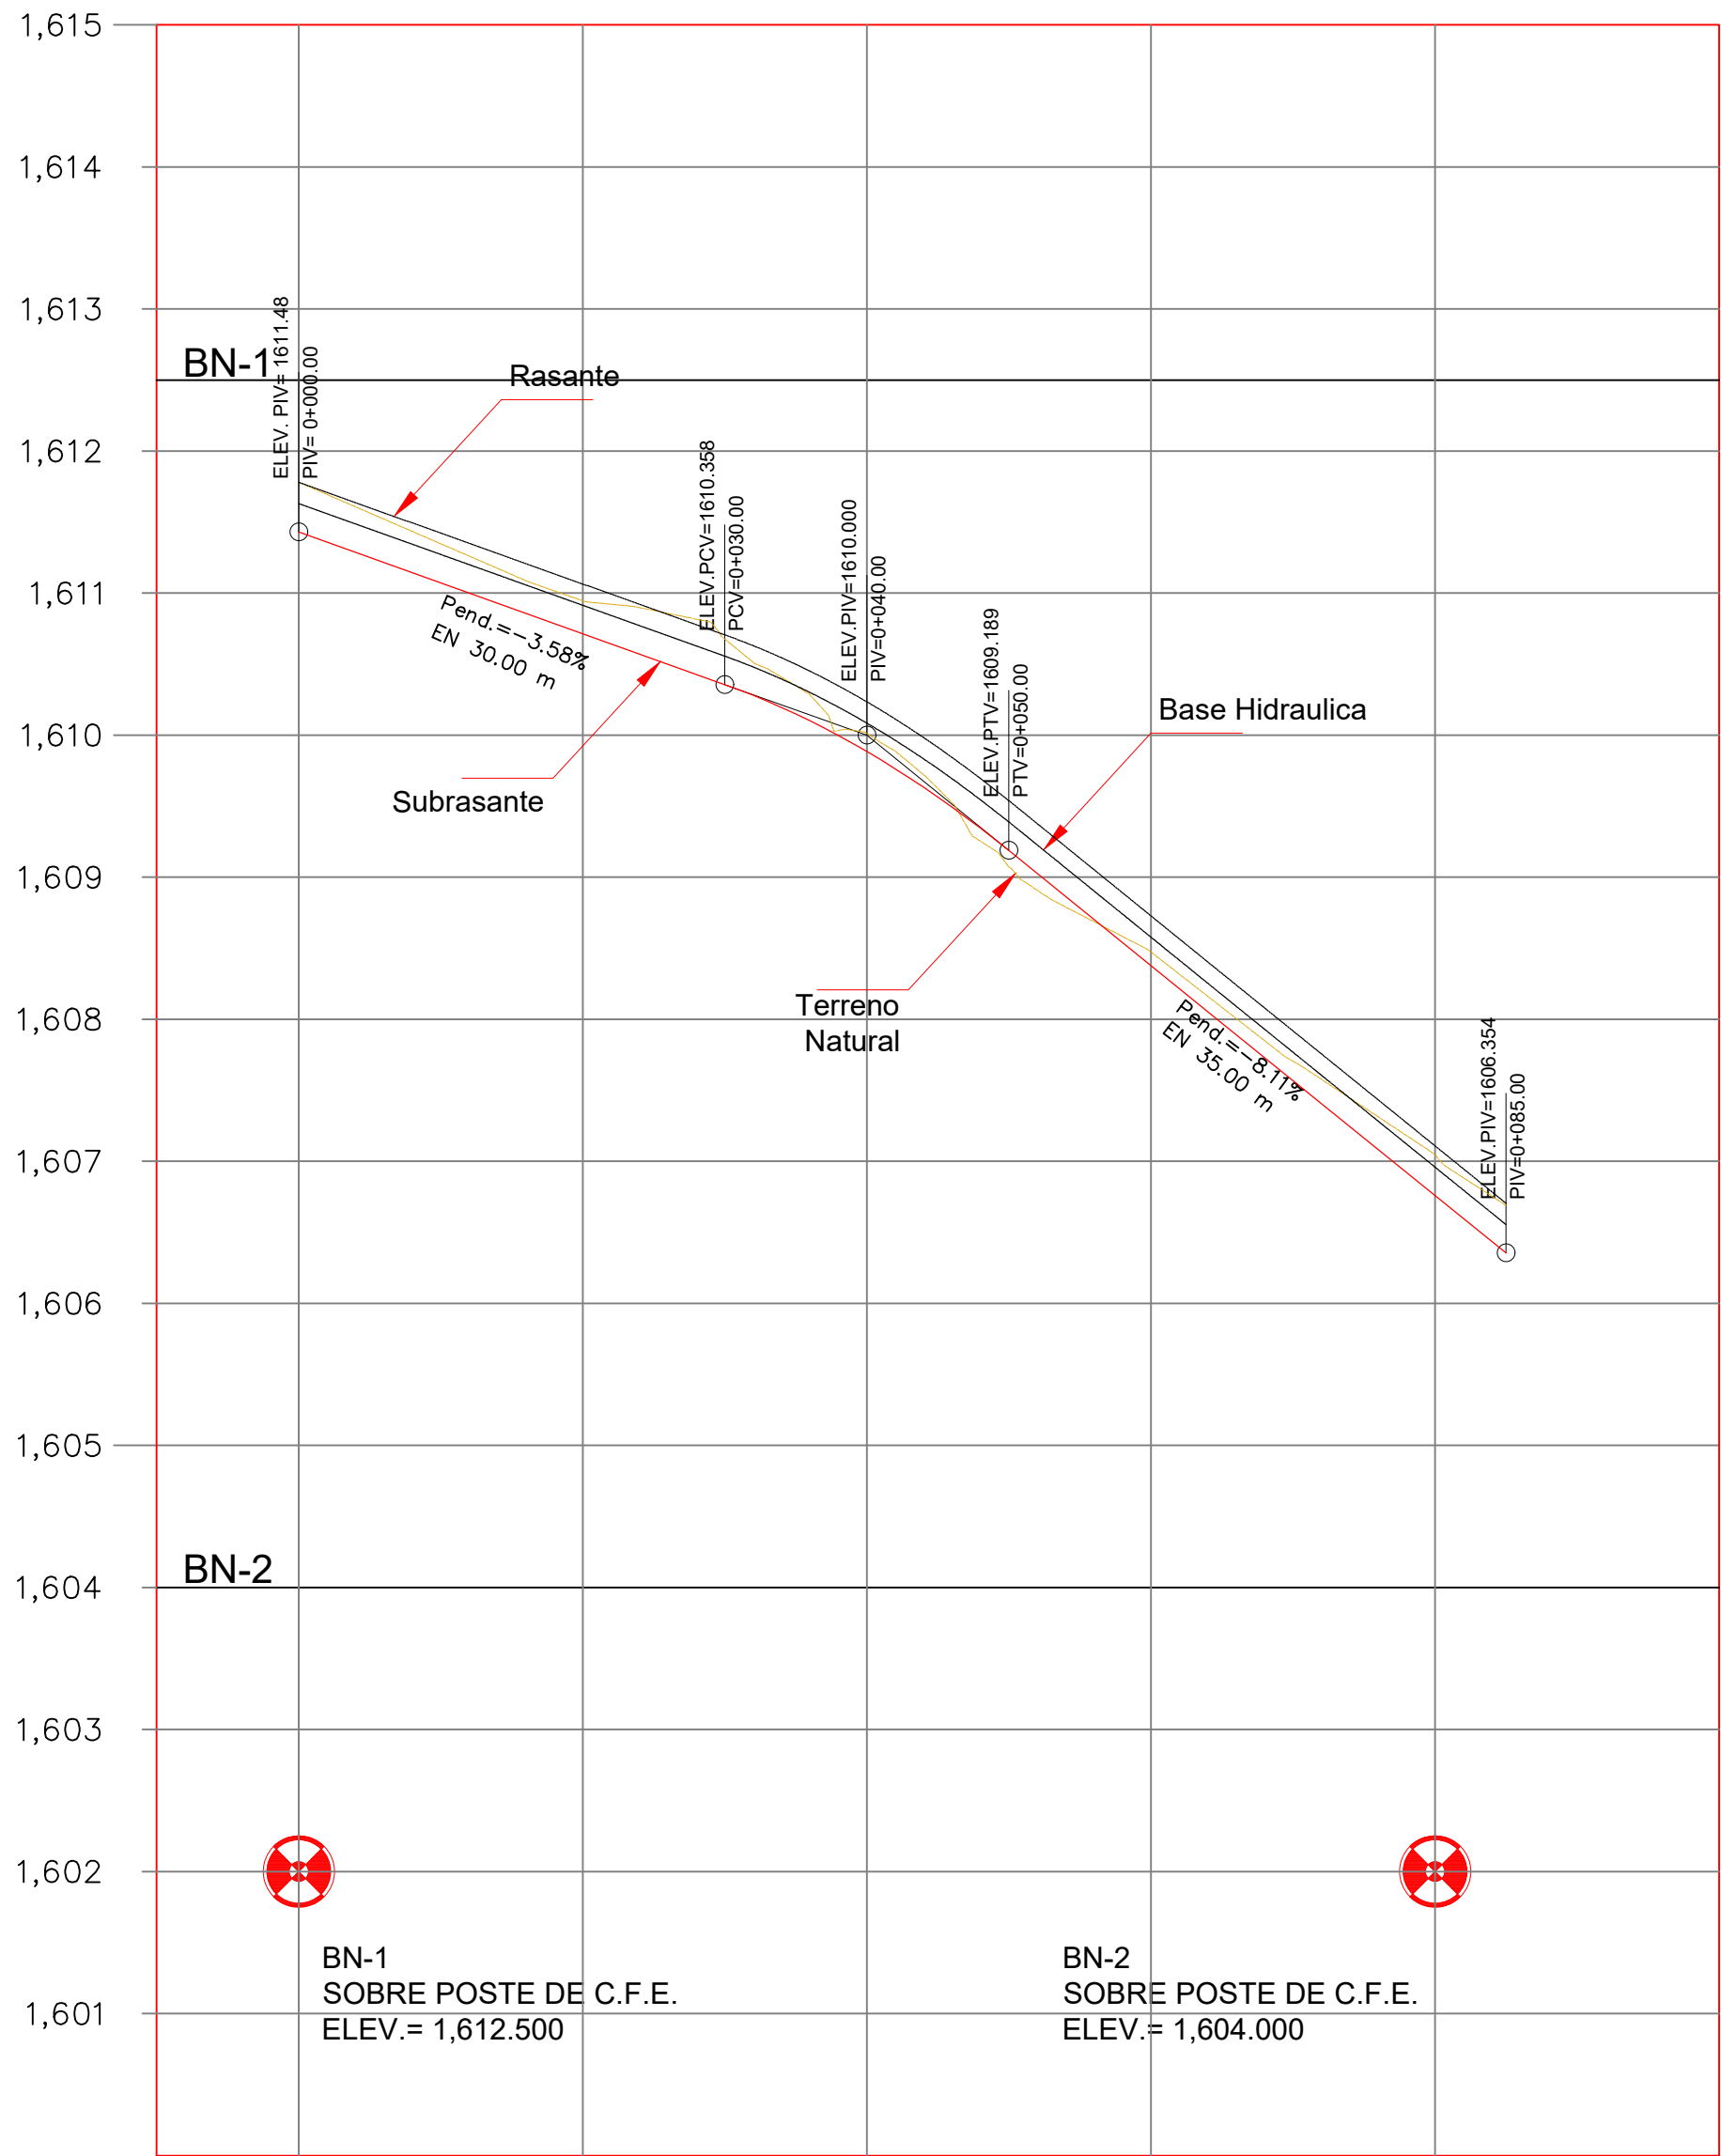 1,615
1,614
1,613
1,612
1,611
1,610
1,609
1,608
1,607
1,606
1,605
1,604
1,603
1,602
1,601
BN-1
ELEV. PIV= 1611.48
PIV= 0+000.00
Rasante
ELEV.PCV=1610.358
PCV=0+030.00
ELEV.PIV=1610.000
PIV=0+040.00
ELEV.PTV=1609.189
PTV=0+050.00
Pend.=-3.58%
EN 30.00 m
Base Hidraulica
Subrasante
Terreno
Natural
Pend.=-8.11%
EN 35.00 m
ELEV.PIV=1606.354
PIV=0+085.00
BN-2
BN-1
SOBRE POSTE DE C.F.E.
ELEV.= 1,612.500
BN-2
SOBRE POSTE DE C.F.E.
ELEV.= 1,604.000